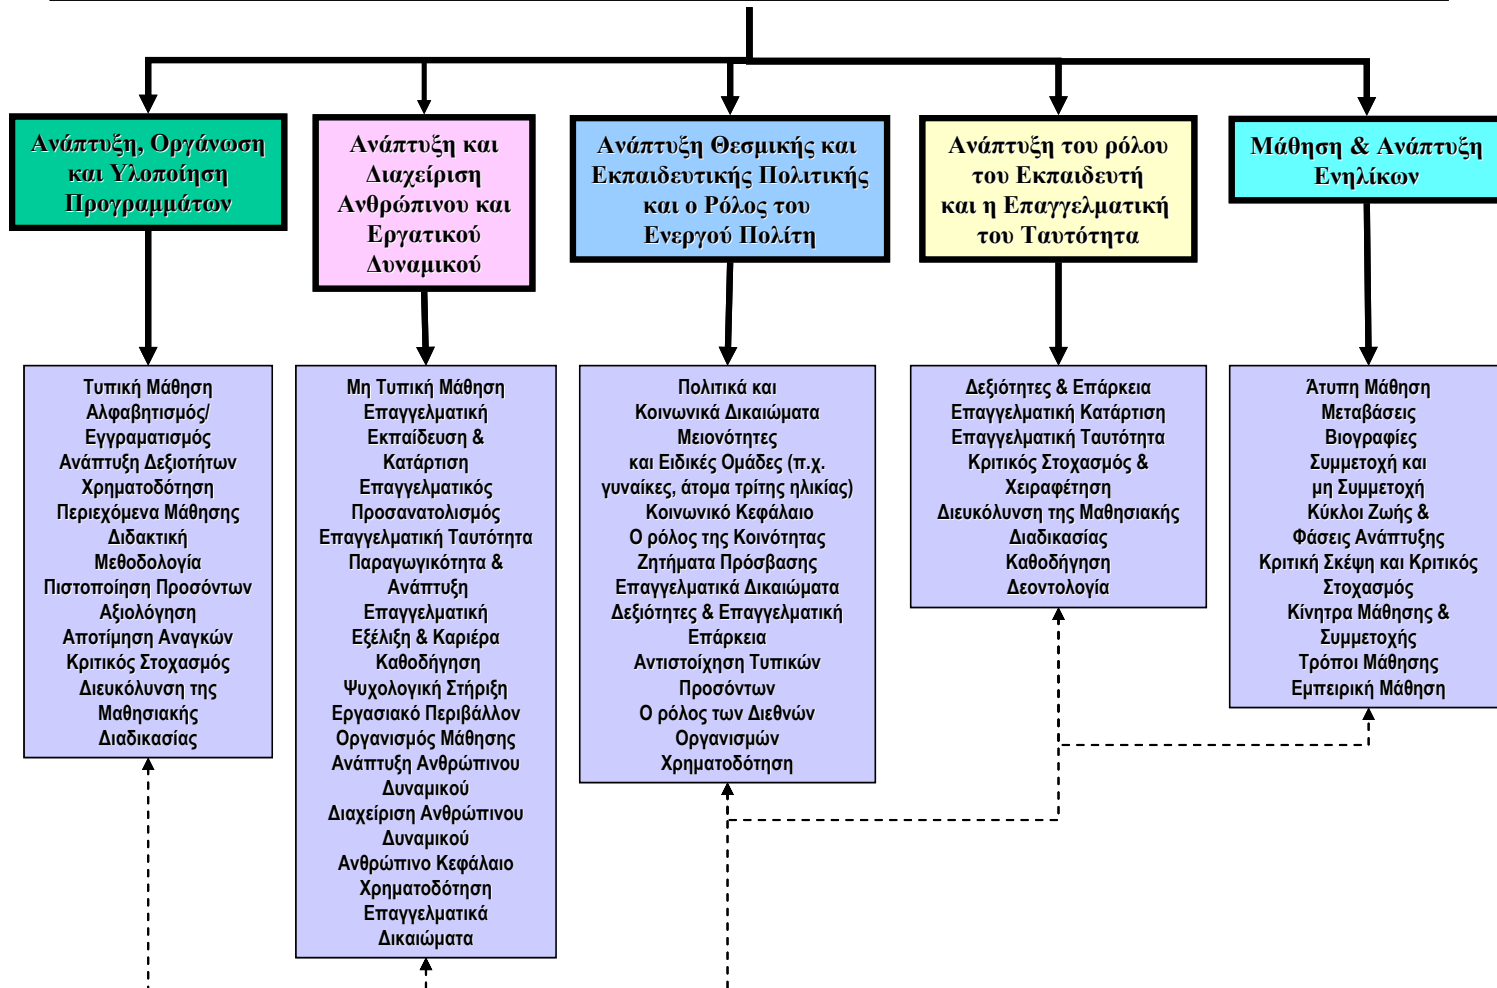 Ανάπτυξη, Οργάνωση
και Υλοποίηση
Προγραμμάτων
Ανάπτυξη και
Διαχείριση
Ανθρώπινου και
Εργατικού
Δυναμικού
Ανάπτυξη Θεσμικής και
Εκπαιδευτικής Πολιτικής
και ο Ρόλος του
Ενεργού Πολίτη
Ανάπτυξη του ρόλου
του Εκπαιδευτή
και η Επαγγελματική
του Ταυτότητα
Μάθηση & Ανάπτυξη
Ενηλίκων
Τυπική Μάθηση
Αλφαβητισμός/
Εγγραματισμός
Ανάπτυξη Δεξιοτήτων
Χρηματοδότηση
Περιεχόμενα Μάθησης
Διδακτική
Μεθοδολογία
Πιστοποίηση Προσόντων
Αξιολόγηση
Αποτίμηση Αναγκών
Κριτικός Στοχασμός
Διευκόλυνση της
Μαθησιακής
Διαδικασίας
Μη Τυπική Μάθηση
Επαγγελματική
Εκπαίδευση &
Κατάρτιση
Επαγγελματικός
Προσανατολισμός
Επαγγελματική Ταυτότητα
Παραγωγικότητα &
Ανάπτυξη
Επαγγελματική
Εξέλιξη & Καριέρα
Καθοδήγηση
Ψυχολογική Στήριξη
Εργασιακό Περιβάλλον
Οργανισμός Μάθησης
Ανάπτυξη Ανθρώπινου
Δυναμικού
Διαχείριση Ανθρώπινου
Δυναμικού
Ανθρώπινο Κεφάλαιο
Χρηματοδότηση
Επαγγελματικά
Δικαιώματα
Πολιτικά και
Κοινωνικά Δικαιώματα
Μειονότητες
και Ειδικές Ομάδες (π.χ.
γυναίκες, άτομα τρίτης ηλικίας)
Κοινωνικό Κεφάλαιο
Ο ρόλος της Κοινότητας
Ζητήματα Πρόσβασης
Επαγγελματικά Δικαιώματα
Δεξιότητες & Επαγγελματική
Επάρκεια
Αντιστοίχηση Τυπικών
Προσόντων
Ο ρόλος των Διεθνών
Οργανισμών
Χρηματοδότηση
Δεξιότητες & Επάρκεια
Επαγγελματική Κατάρτιση
Επαγγελματική Ταυτότητα
Κριτικός Στοχασμός &
Χειραφέτηση
Διευκόλυνση της Μαθησιακής
Διαδικασίας
Καθοδήγηση
Δεοντολογία
Άτυπη Μάθηση
Μεταβάσεις
Βιογραφίες
Συμμετοχή και
μη Συμμετοχή
Κύκλοι Ζωής &
Φάσεις Ανάπτυξης
Κριτική Σκέψη και Κριτικός
Στοχασμός
Κίνητρα Μάθησης &
Συμμετοχής
Τρόποι Μάθησης
Εμπειρική Μάθηση